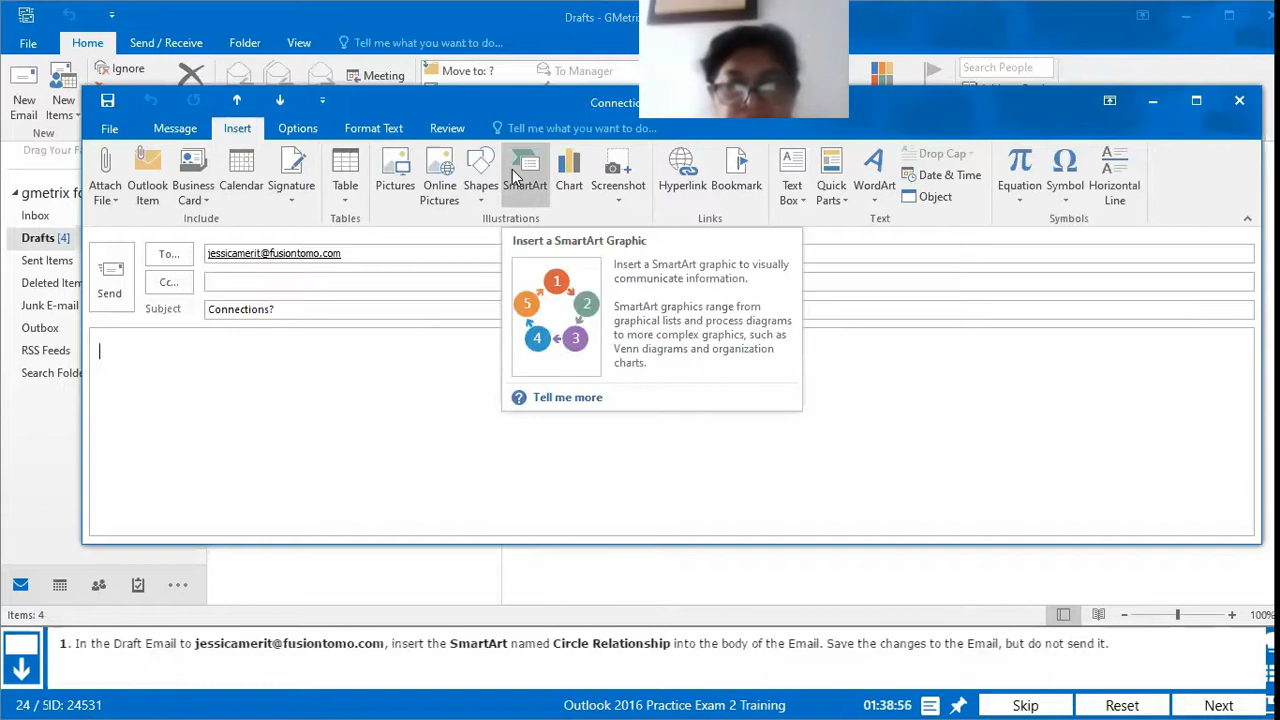 Drafts - GMetri
File
Home
Send / Receive
Folder
View
Tell me what you want to do...
New
Email
New
Items
New
Ignore
Meeting
Move to: ?
To Manager
Search People
Drag Your Fa
gmetrix fo
Inbox
Drafts [4]
Sent Items
Deleted Item
Junk E-mail
Outbox
RSS Feeds
Search Folde
Connectio
File
Message
Insert
Options
Format Text
Review
Tell me what you want to do...
Attach
File
Outlook
Item
Business
Card
Calendar
Signature
Include
Table
Tables
Pictures
Online
Pictures
Shapes
SmartArt
Chart
Screenshot
Illustrations
Hyperlink
Bookmark
Links
Text
Box
Quick
Parts
WordArt
Drop Cap
Date & Time
Object
Text
Equation
Symbol
Horizontal
Line
Symbols
Send
To...
jessicamerit@fusiontomo.com
Cc...
Subject
Connections?
Insert a SmartArt Graphic
1
2
3
4
5
Insert a SmartArt graphic to visually
communicate information.
SmartArt graphics range from
graphical lists and process diagrams
to more complex graphics, such as
Venn diagrams and organization
charts.
? Tell me more
Items: 4
100%
1. In the Draft Email to jessicamerit@fusiontomo.com, insert the SmartArt named Circle Relationship into the body of the Email. Save the changes to the Email, but do not send it.
24 / 5ID: 24531
Outlook 2016 Practice Exam 2 Training
01:38:56
Skip
Reset
Next